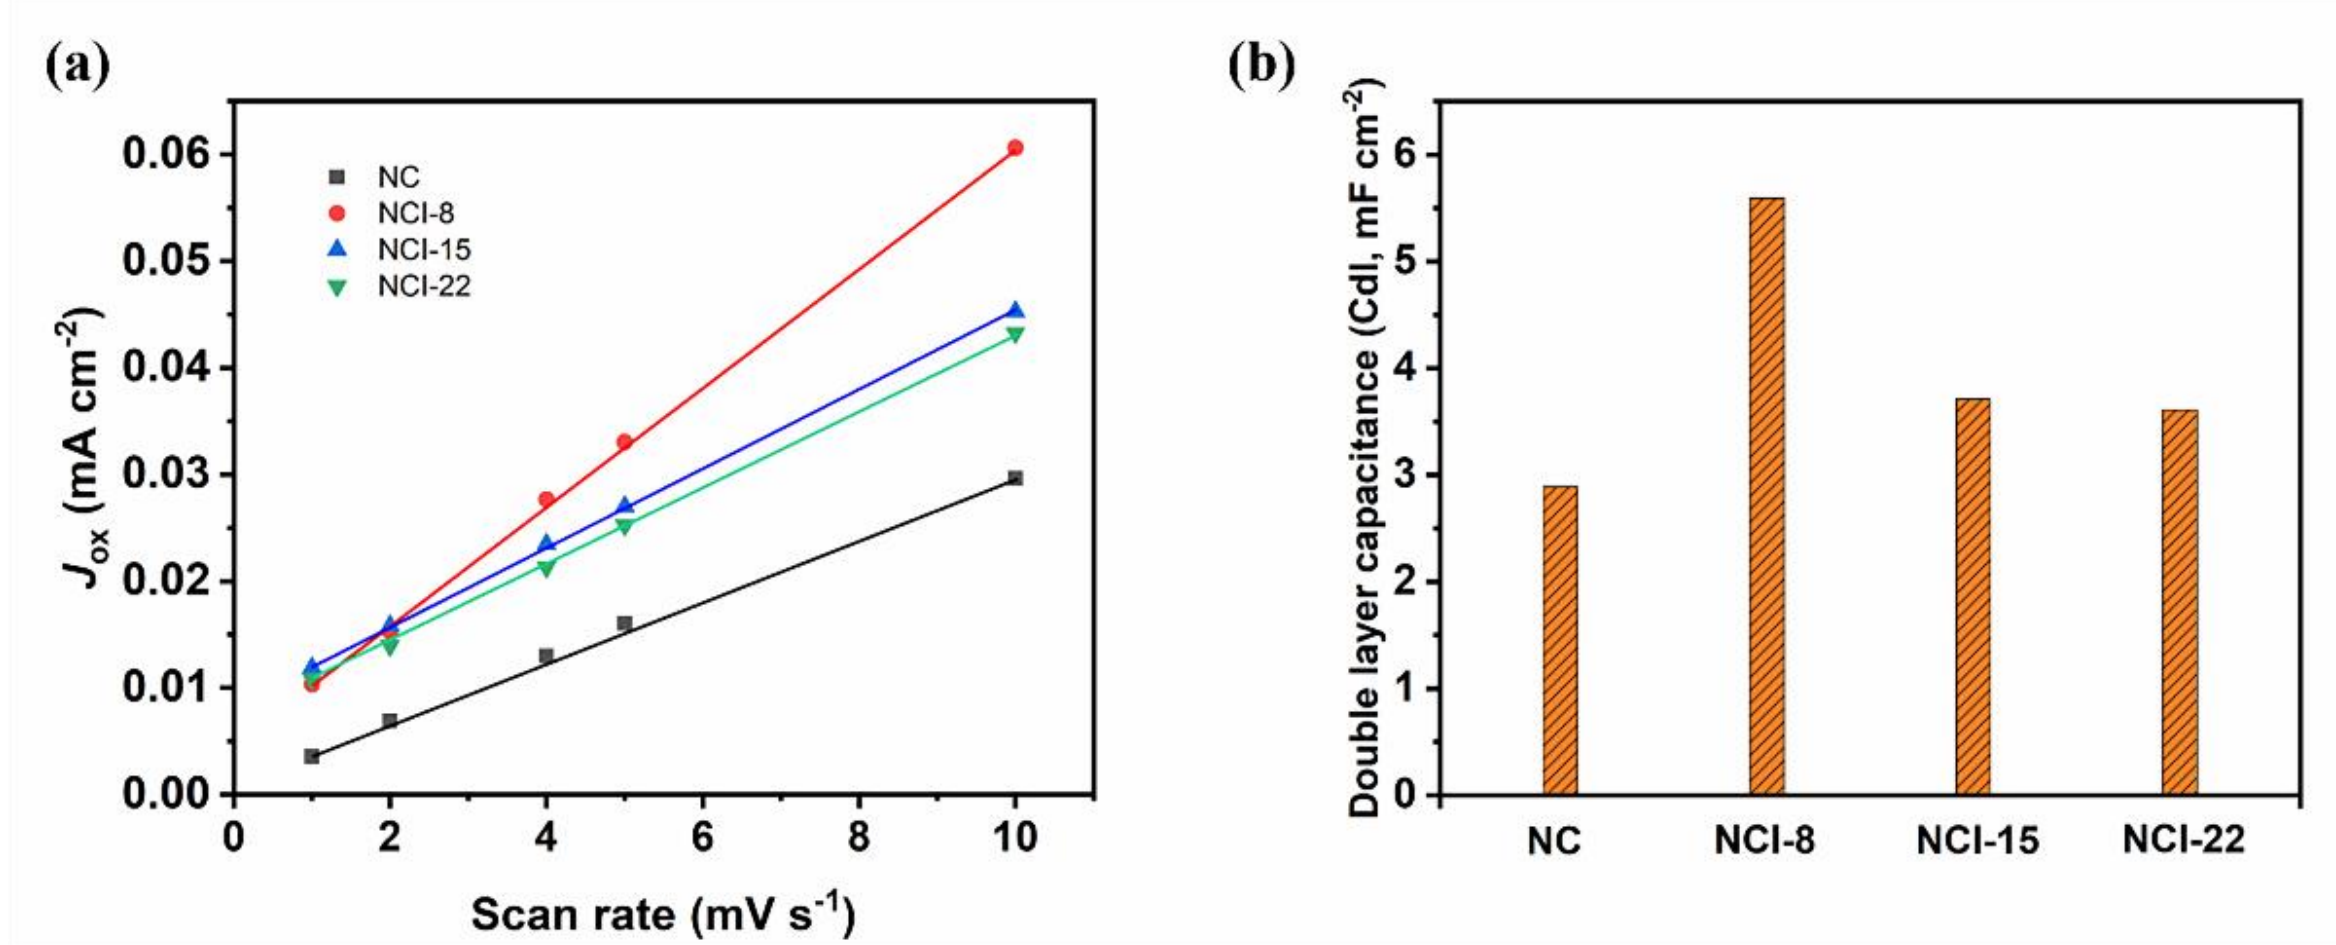 (a)
0.06
0.05
0.04
0.03
0.02
0.01
0.00
J_ox (mA cm⁻²)
NC
NCI-8
NCI-15
NCI-22
0 2 4 6 8 10
Scan rate (mV s⁻¹)
(b)
Double layer capacitance (Cdl, mF cm⁻²)
6
5
4
3
2
1
0
NC NCI-8 NCI-15 NCI-22